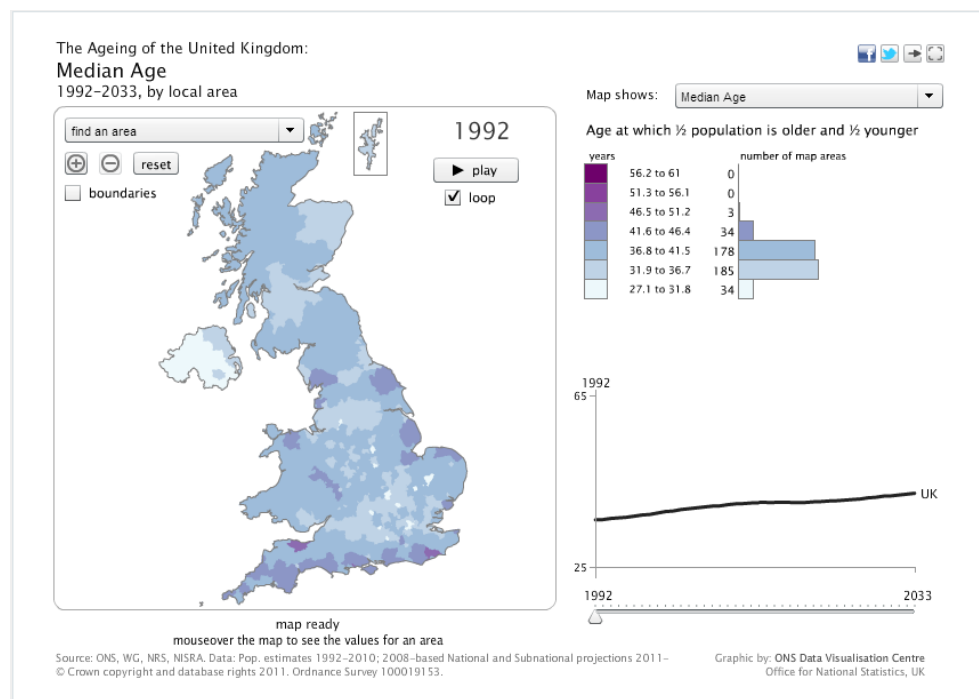 The Ageing of the United Kingdom:
Median Age
1992-2033, by local area
find an area
reset
boundaries
1992
play
loop
Map shows:
Median Age
Age at which ½ population is older and ½ younger
years
number of map areas
56.2 to 61
0
51.3 to 56.1
0
46.5 to 51.2
3
41.6 to 46.4
34
36.8 to 41.5
178
31.9 to 36.7
185
27.1 to 31.8
34
1992
65
UK
25
1992
2033
map ready
mouseover the map to see the values for an area
Source: ONS, WG, NRS, NISRA. Data: Pop. estimates 1992-2010; 2008-based National and Subnational projections 2011-
© Crown copyright and database rights 2011. Ordnance Survey 100019153.
Graphic by: ONS Data Visualisation Centre
Office for National Statistics, UK